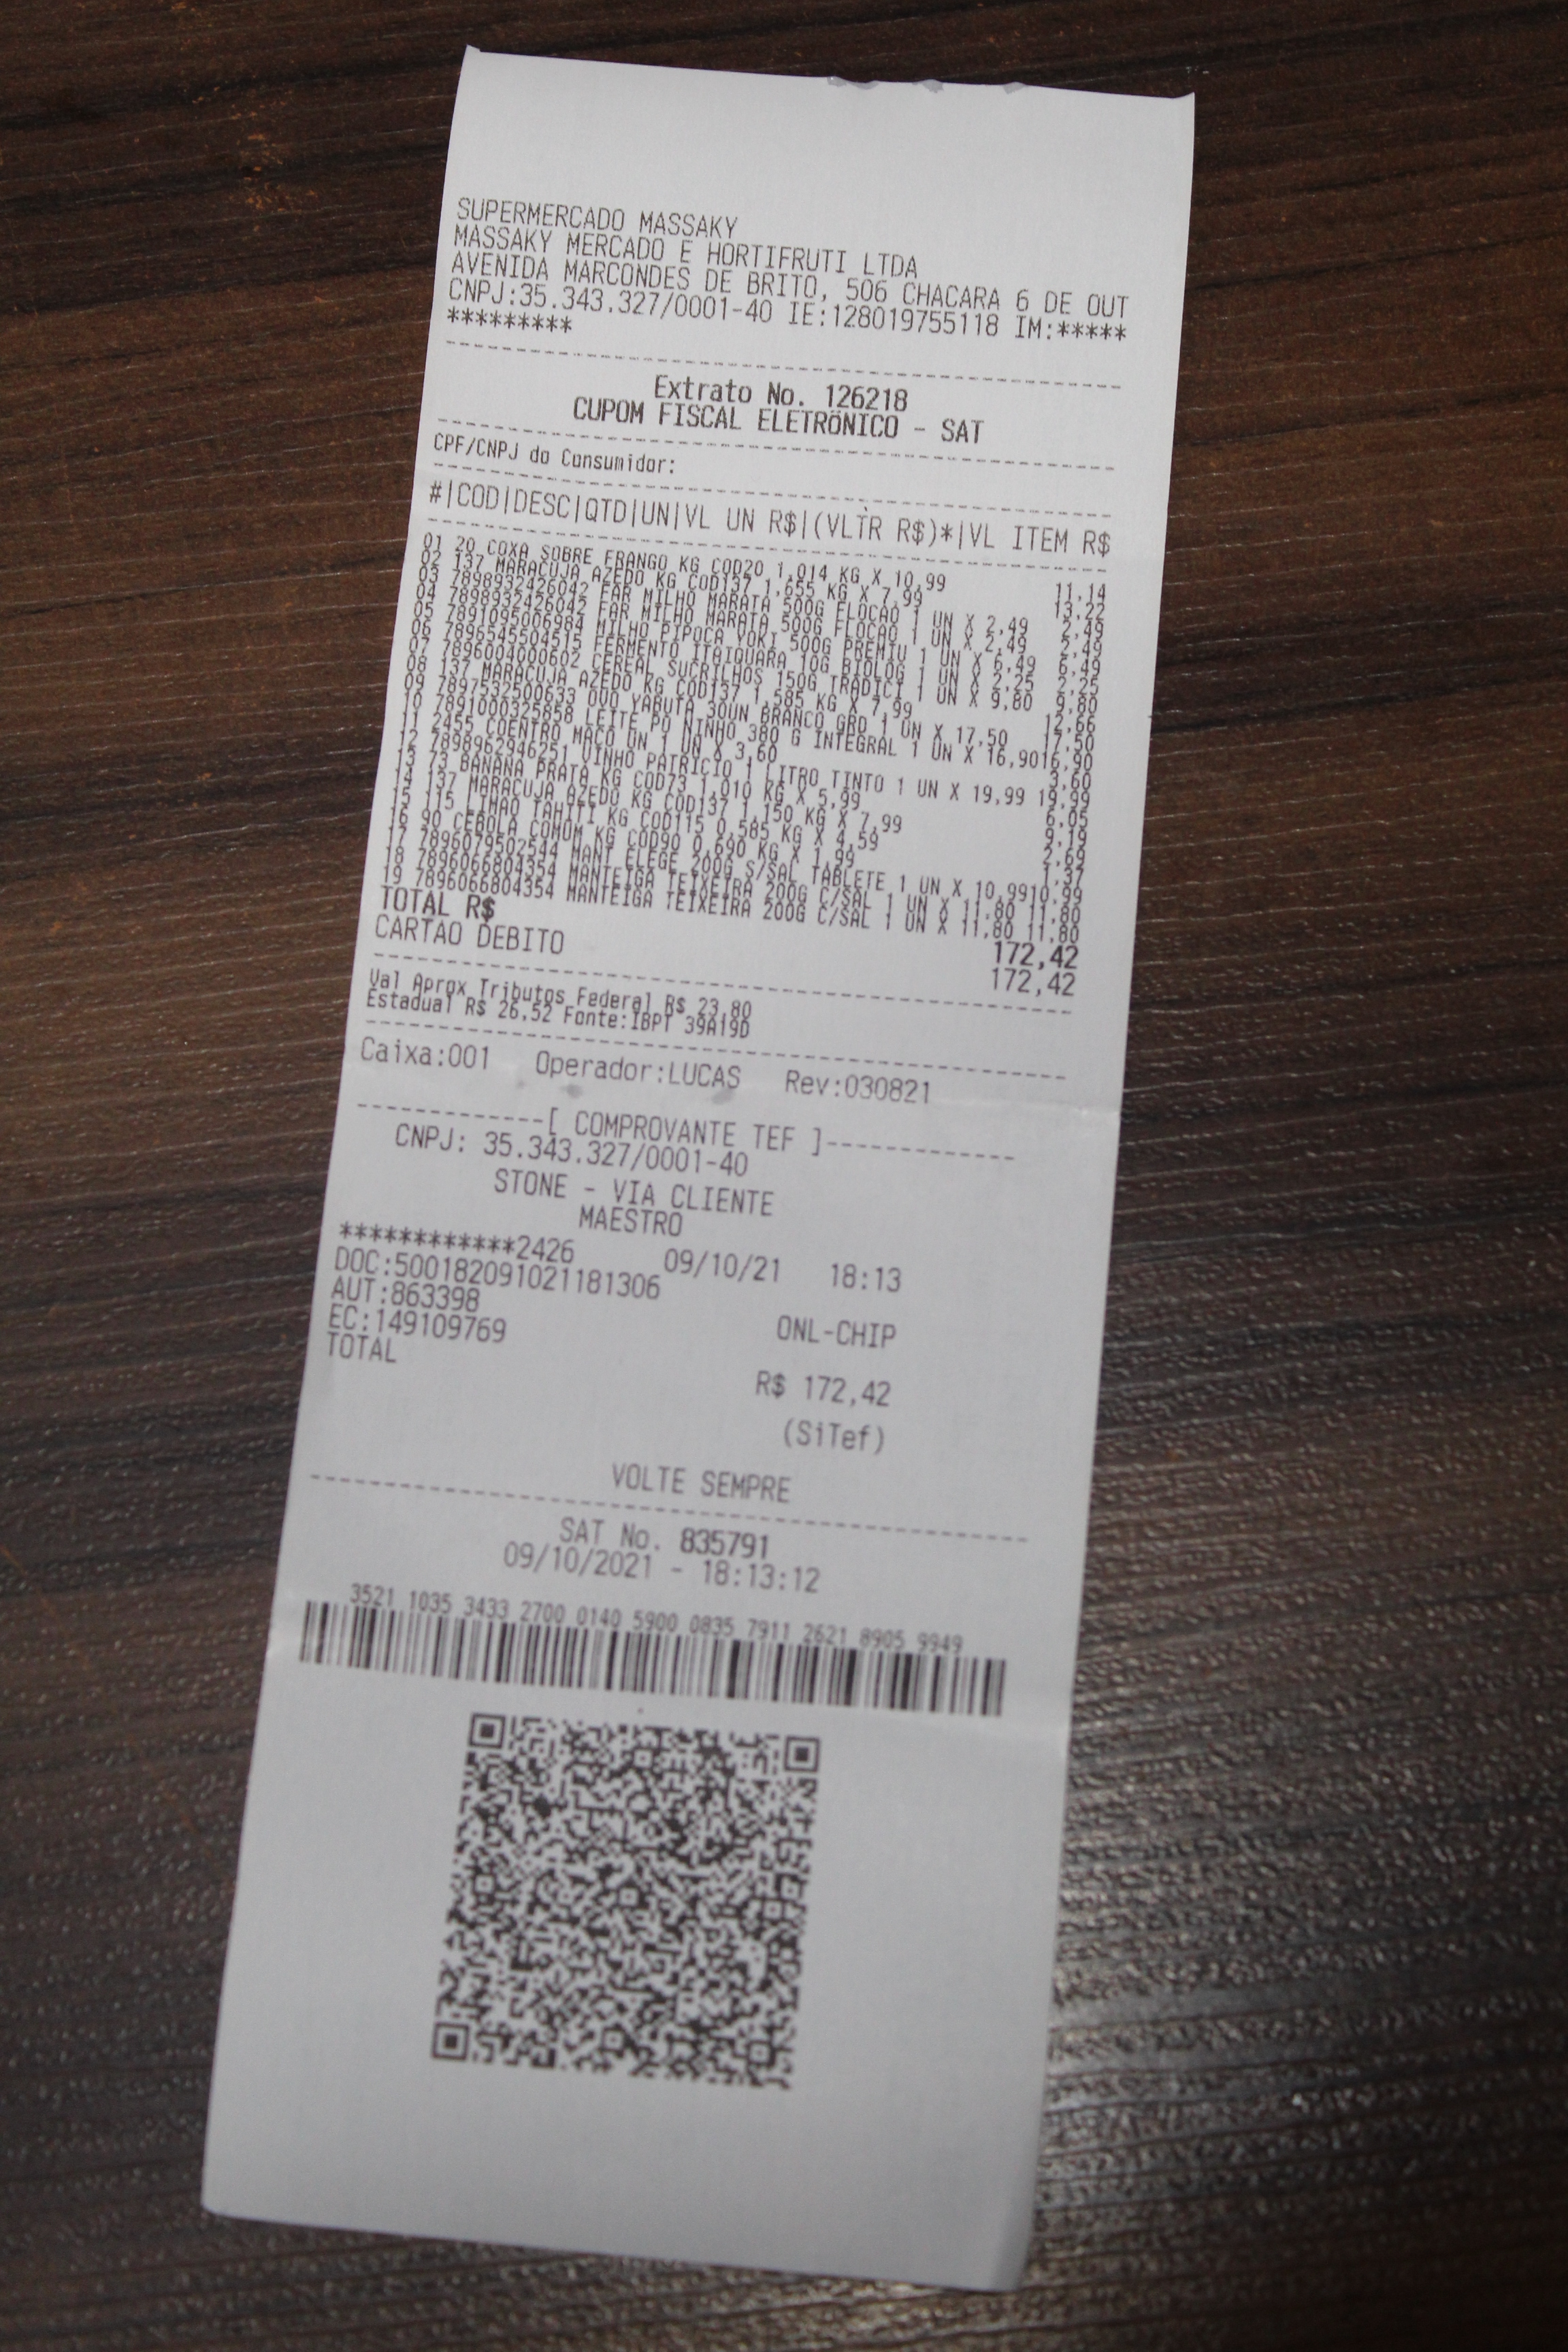 SUPERMERCADO MASSAKY
MASSAKY MERCADO E HORTIFRUTI LTDA
AVENIDA MARCONDES DE BRITO, 506 CHACARA 6 DE OUT
CNPJ:35.343.327/0001-40 IE:128019755118 IM:*****
*********
Extrato No. 126218
CUPOM FISCAL ELETRÔNICO - SAT
CPF/CNPJ do Consumidor:
#|COD|DESC|QTD|UN|VL UN R$|(VLTR R$)*|VL ITEM R$
01 20 COXA SOBRE FRANGO KG COD20 1,014 KG X 10,99 11,14
02 137 MARACUJA AZEDO KG COD137 1,655 KG X 7,99 13,22
03 7898932426042 FAR MILHO MARATA 500G FLOCAO 1 UN X 2,49 2,49
04 7898932426042 FAR MILHO MARATA 500G FLOCAO 1 UN X 2,49 2,49
05 7891095006984 MILHO PIPOCA YOKI 500G PREMIU 1 UN X 6,49 6,49
06 7896545504515 FERMENTO ITAIQUARA 10G BIOLOG 1 UN X 2,25 2,25
07 7896004000602 CEREAL SUCRILHOS 150G TRADICI 1 UN X 9,80 9,80
08 137 MARACUJA AZEDO KG COD137 1,585 KG X 7,99 12,66
09 7897532500633 OVO YABUTA 30UN BRANCO GRD 1 UN X 17,50 17,50
10 7891000325858 LEITE PO NINHO 380 G INTEGRAL 1 UN X 16,9016,90
11 2455 COENTRO MACO UN 1 UN X 3,60 3,60
12 7898962946251 VINHO PATRICIO 1 LITRO TINTO 1 UN X 19,99 19,99
13 73 BANANA PRATA KG COD73 1,010 KG X 5,99 6,05
14 137 MARACUJA AZEDO KG COD137 1,150 KG X 7,99 9,19
15 115 LIMAO TAHITI KG COD115 0,585 KG X 4,59 2,69
16 90 CEBOLA COMUM KG COD90 0,690 KG X 1,99 1,37
17 7896079502544 MANT ELEGE 200G S/SAL TABLETE 1 UN X 10,9910,99
18 7896066804354 MANTEIGA TEIXEIRA 200G C/SAL 1 UN X 11,80 11,80
19 7896066804354 MANTEIGA TEIXEIRA 200G C/SAL 1 UN X 11,80 11,80
TOTAL R$ 172,42
CARTAO DEBITO 172,42
Val Aprox Tributos Federal R$ 23,80
Estadual R$ 26,52 Fonte:IBPT 39A19D
Caixa:001 Operador:LUCAS Rev:030821
-------------[ COMPROVANTE TEF ]-------------
CNPJ: 35.343.327/0001-40
STONE - VIA CLIENTE
MAESTRO
************2426 09/10/21 18:13
DOC:500182091021181306
AUT:863398 ONL-CHIP
EC:149109769
TOTAL R$ 172,42
(SiTef)
VOLTE SEMPRE
SAT No. 835791
09/10/2021 - 18:13:12
3521 1035 3433 2700 0140 5900 0835 7911 2621 8905 9949